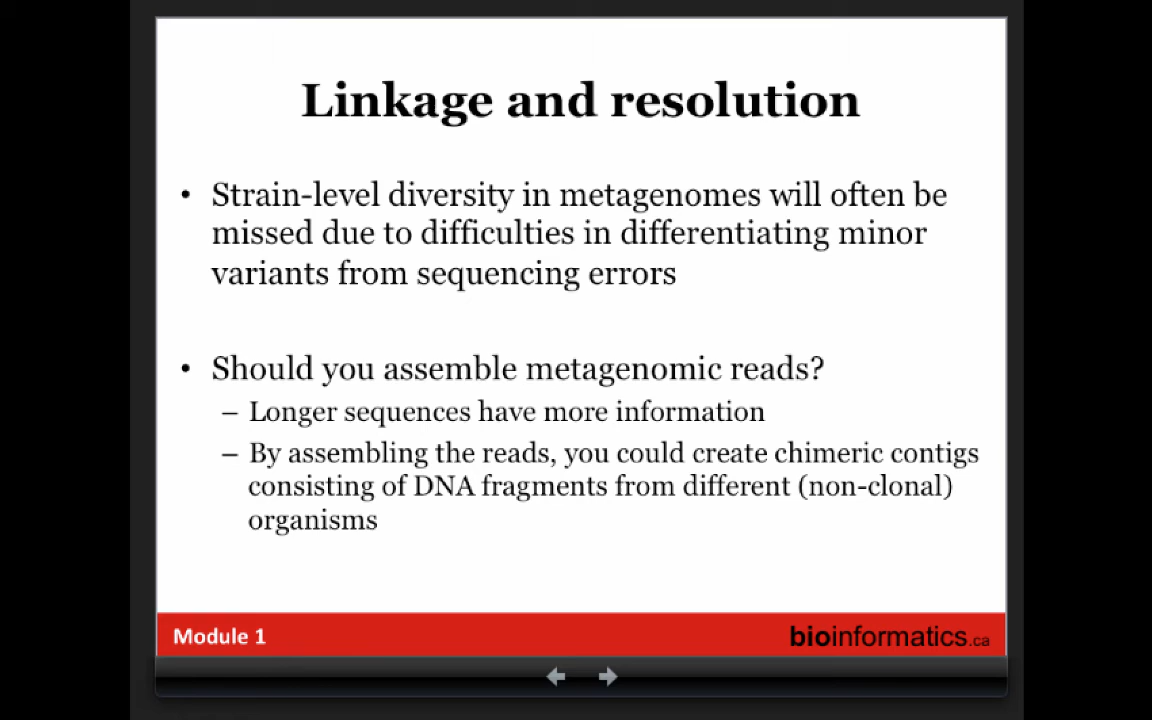 Linkage and resolution
• Strain-level diversity in metagenomes will often be
missed due to difficulties in differentiating minor
variants from sequencing errors
• Should you assemble metagenomic reads?
– Longer sequences have more information
– By assembling the reads, you could create chimeric contigs
consisting of DNA fragments from different (non-clonal)
organisms
Module 1
bioinformatics.ca